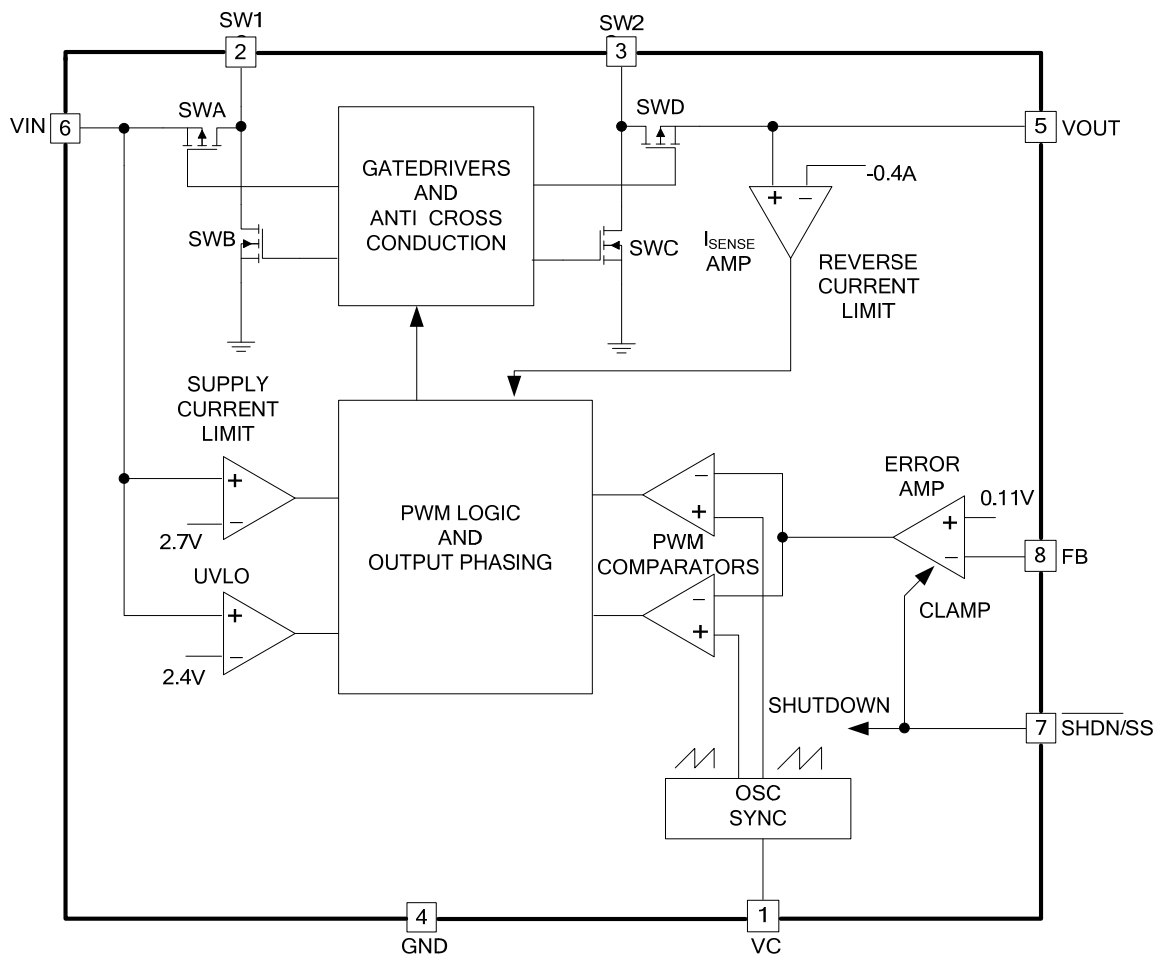 SW1
SW2
2
3
SWA
SWD
VIN
6
5
VOUT
GATEDRIVERS
AND
ANTI CROSS
CONDUCTION
-0.4A
+
−
SWB
SWC
ISENSE
AMP
REVERSE
CURRENT
LIMIT
SUPPLY
CURRENT
LIMIT
+
−
2.7V
PWM LOGIC
AND
OUTPUT PHASING
−
+
PWM
COMPARATORS
−
+
ERROR
AMP
0.11V
+
−
8
FB
CLAMP
UVLO
+
−
2.4V
SHUTDOWN
7
SHDN/SS
OSC
SYNC
4
GND
1
VC